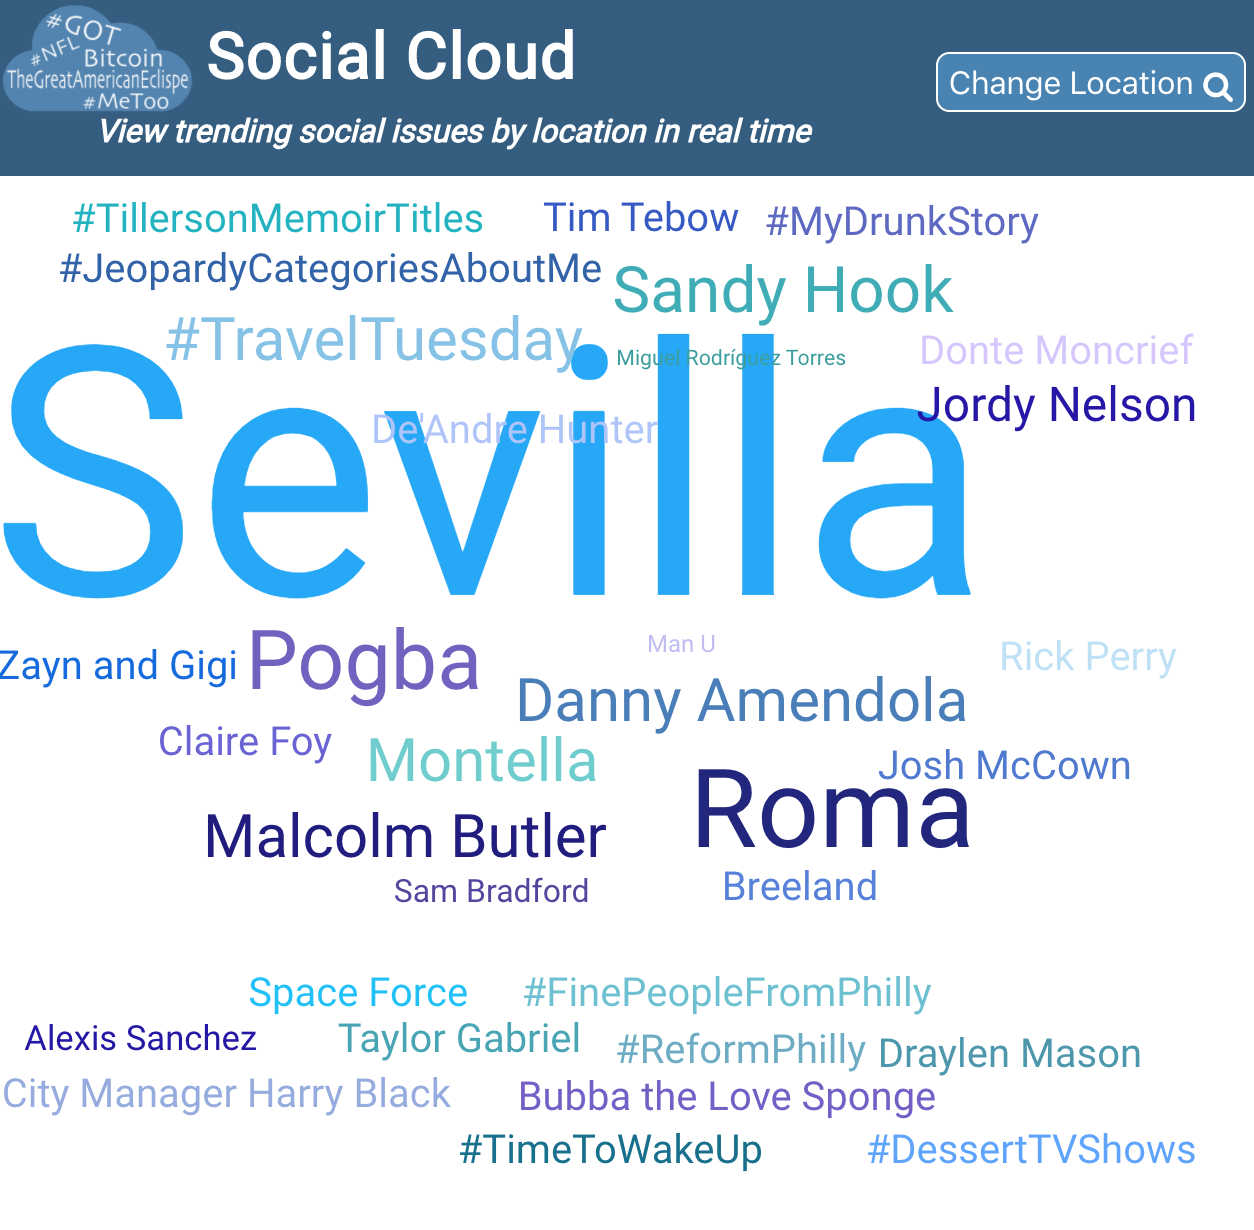 #GOT
#NFL
Bitcoin
TheGreatAmericanEclispe
#MeToo
Social Cloud
View trending social issues by location in real time
Change Location
#TillersonMemoirTitles
Tim Tebow
#MyDrunkStory
#JeopardyCategoriesAboutMe
Sandy Hook
#TravelTuesday
Miguel Rodríguez Torres
Donte Moncrief
Jordy Nelson
De'Andre Hunter
Sevilla
Zayn and Gigi
Pogba
Man U
Rick Perry
Danny Amendola
Claire Foy
Montella
Josh McCown
Roma
Malcolm Butler
Sam Bradford
Breeland
Space Force
#FinePeopleFromPhilly
Alexis Sanchez
Taylor Gabriel
#ReformPhilly
Draylen Mason
City Manager Harry Black
Bubba the Love Sponge
#TimeToWakeUp
#DessertTVShows